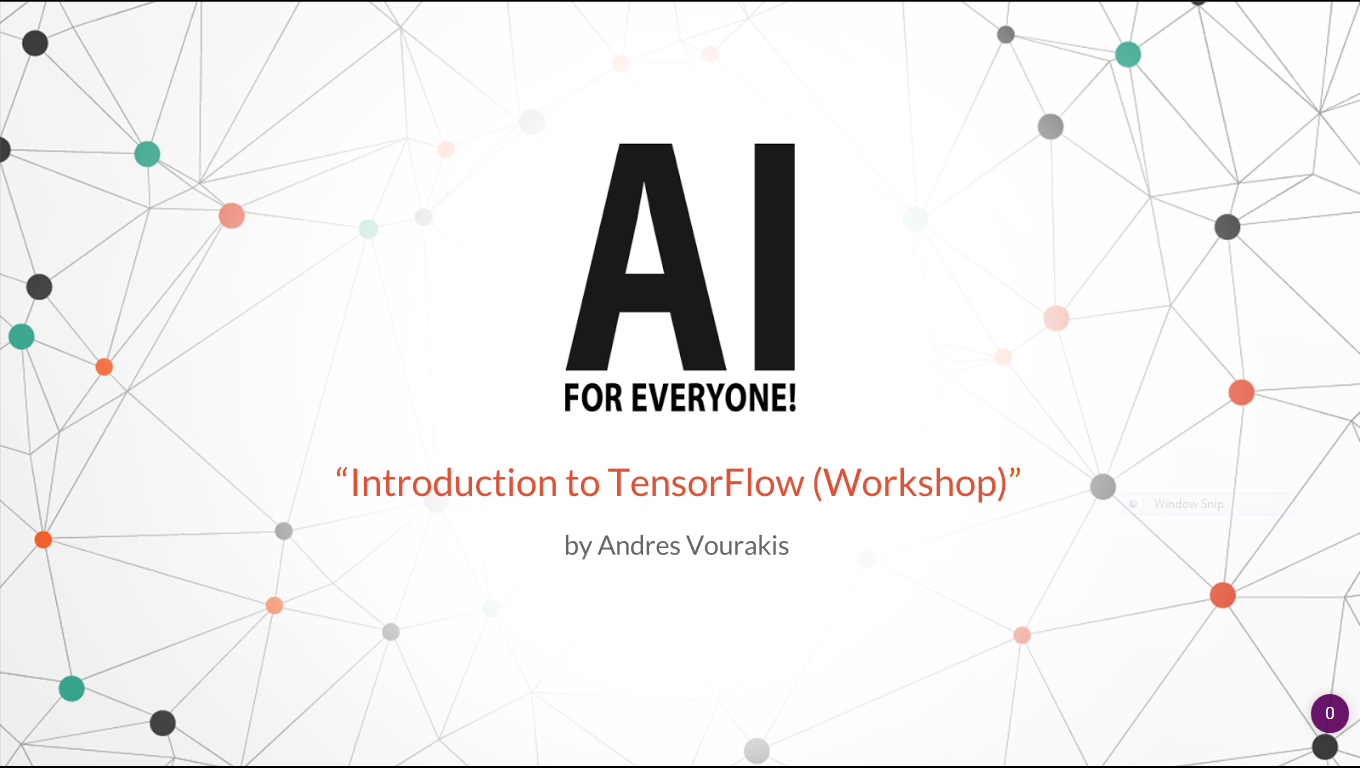 AI
FOR EVERYONE!
“Introduction to TensorFlow (Workshop)”
Window Snip
by Andres Vourakis
0